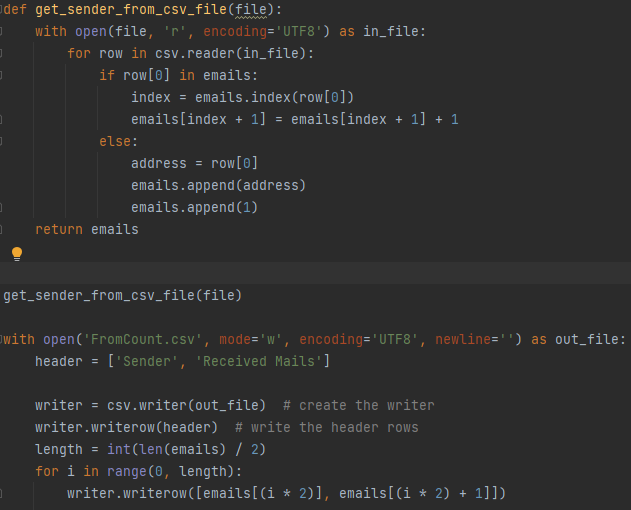 def get_sender_from_csv_file(file):
    with open(file, 'r', encoding='UTF8') as in_file:
        for row in csv.reader(in_file):
            if row[0] in emails:
                index = emails.index(row[0])
                emails[index + 1] = emails[index + 1] + 1
            else:
                address = row[0]
                emails.append(address)
                emails.append(1)
    return emails
get_sender_from_csv_file(file)
with open('FromCount.csv', mode='w', encoding='UTF8', newline='') as out_file:
    header = ['Sender', 'Received Mails']
    writer = csv.writer(out_file)  # create the writer
    writer.writerow(header)  # write the header rows
    length = int(len(emails) / 2)
    for i in range(0, length):
        writer.writerow([emails[(i * 2)], emails[(i * 2) + 1]])